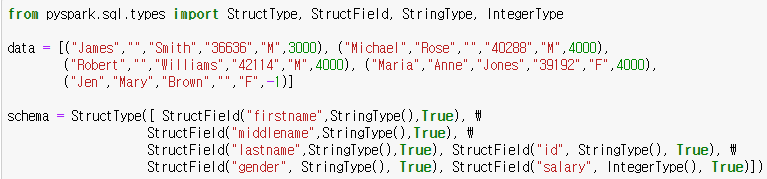 from pyspark.sql.types import StructType, StructField, StringType, IntegerType
data = [("James","","Smith","36636","M",3000), ("Michael","Rose","","40288","M",4000),
("Robert","","Williams","42114","M",4000), ("Maria","Anne","Jones","39192","F",4000),
("Jen","Mary","Brown","","F",-1)]
schema = StructType([ StructField("firstname",StringType(),True), ₩
StructField("middlename",StringType(),True), ₩
StructField("lastname",StringType(),True), StructField("id", StringType(), True), ₩
StructField("gender", StringType(), True), StructField("salary", IntegerType(), True)])